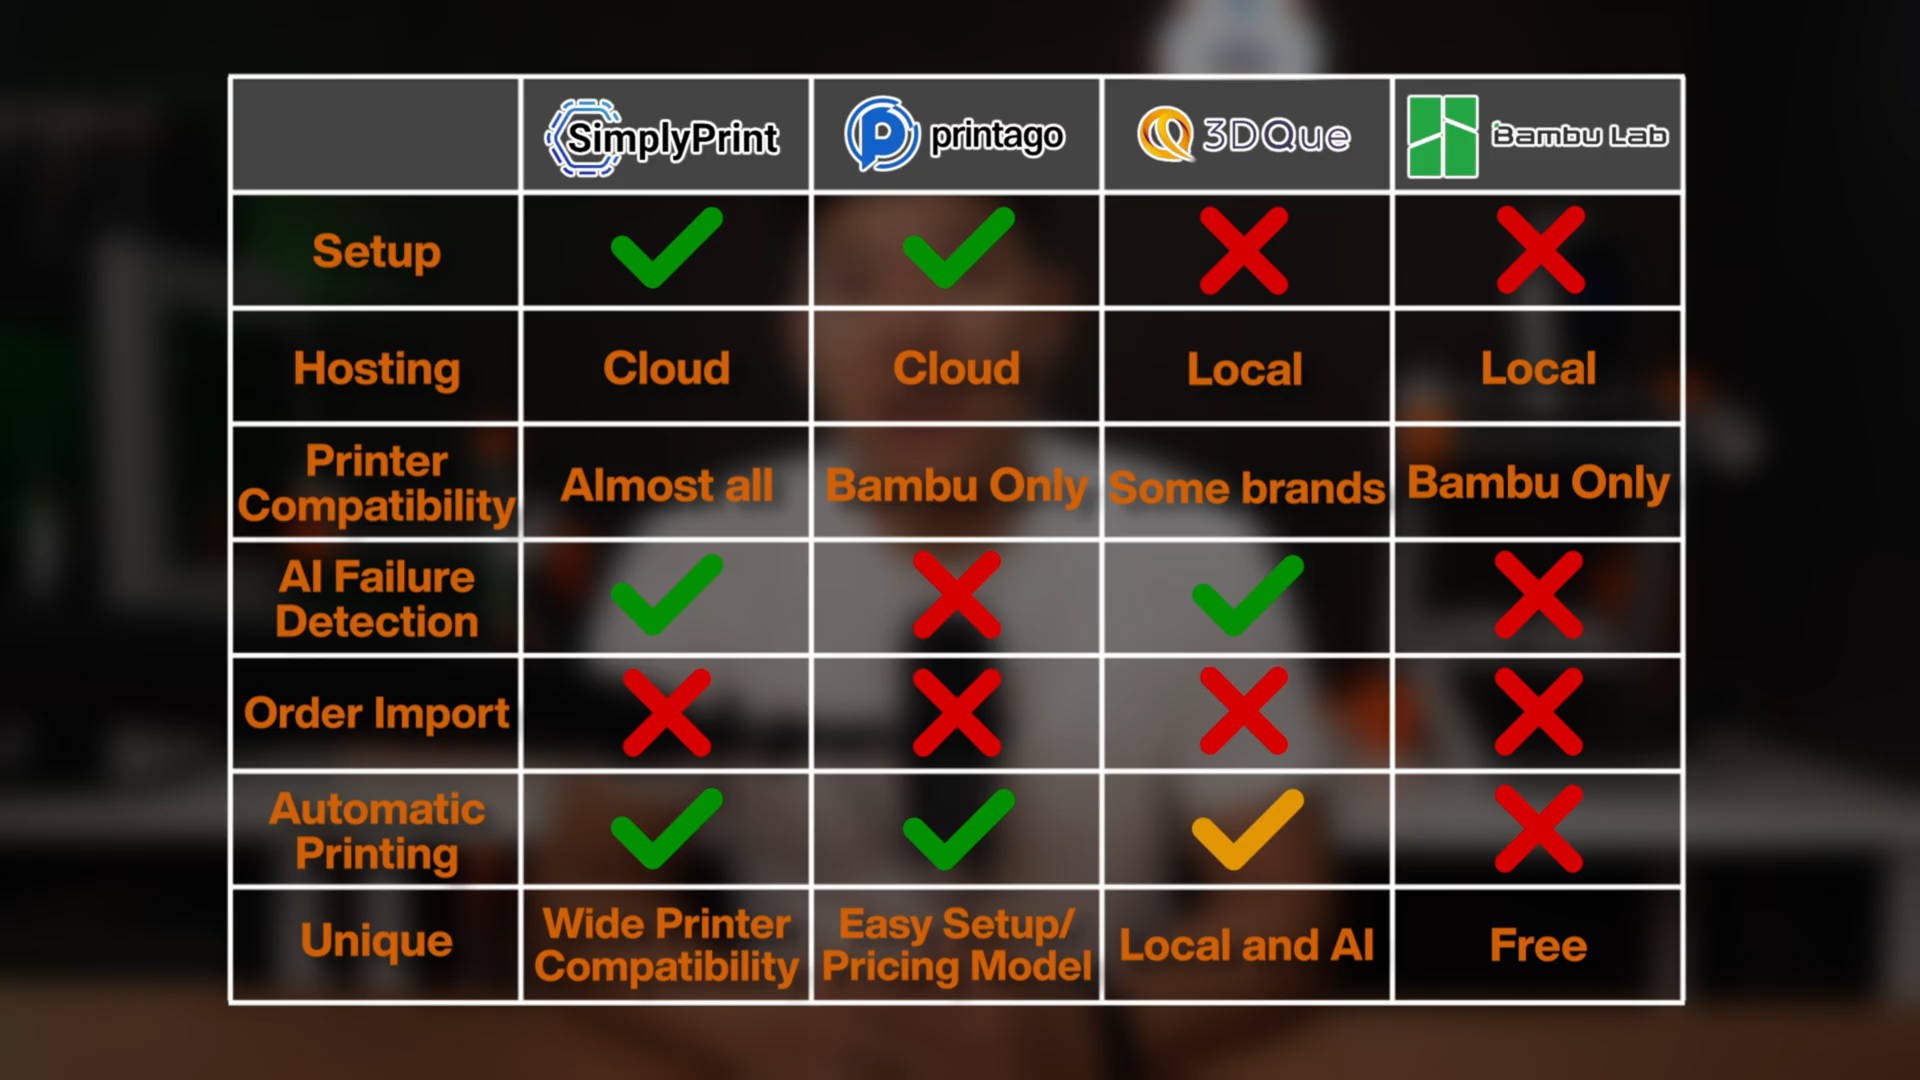 SimplyPrint printago 3DQue Bambu Lab
Setup
Hosting Cloud Cloud Local Local
Printer
Compatibility Almost all Bambu Only Some brands Bambu Only
AI Failure
Detection
Order Import
Automatic
Printing
Unique Wide Printer
Compatibility Easy Setup/
Pricing Model Local and AI Free